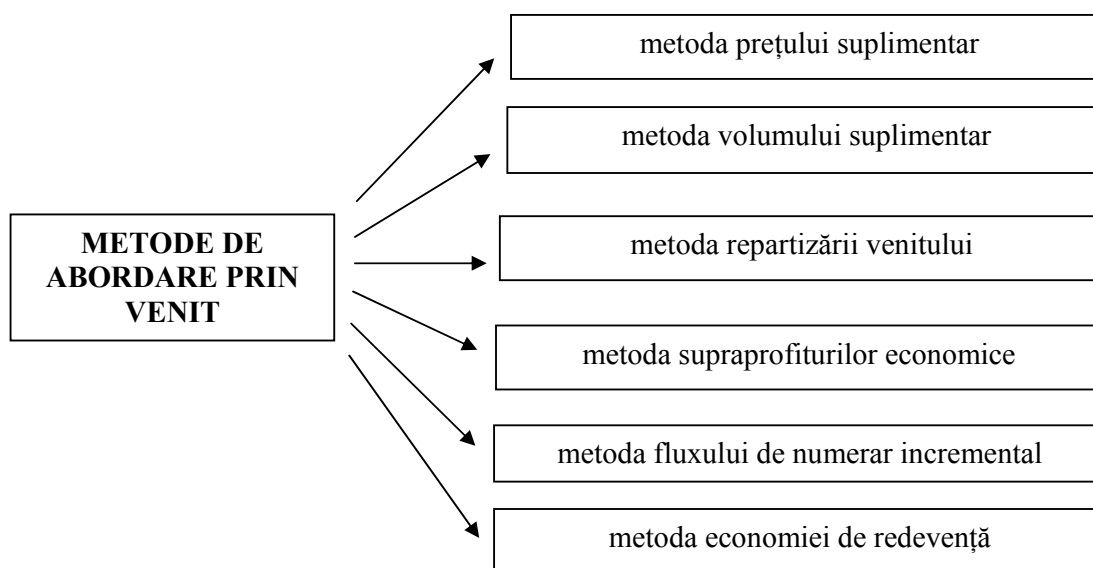 metoda prețului suplimentar
metoda volumului suplimentar
METODE DE
ABORDARE PRIN
VENIT
metoda repartizării venitului
metoda supraprofiturilor economice
metoda fluxului de numerar incremental
metoda economiei de redevență